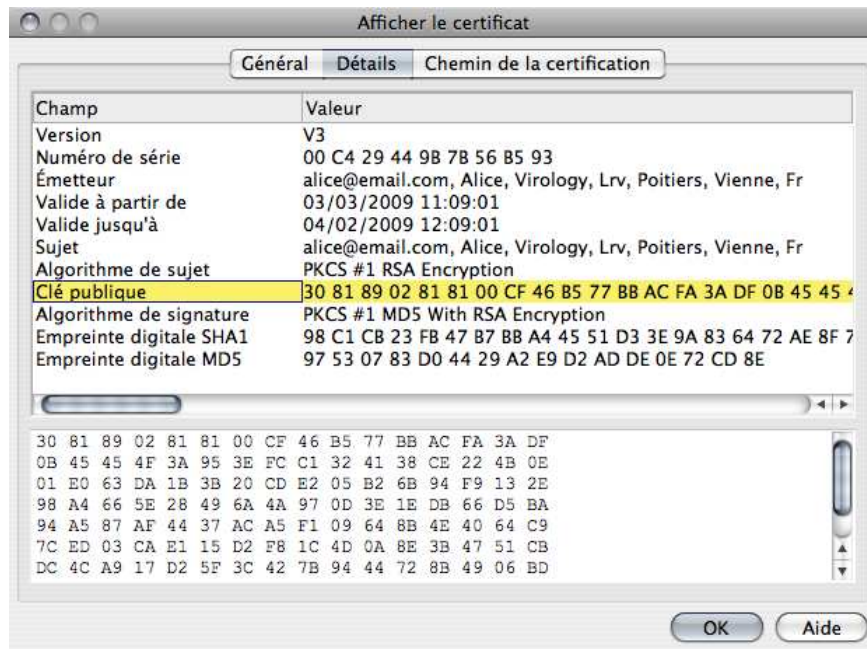 Afficher le certificat
Général Détails Chemin de la certification
Champ Valeur
Version V3
Numéro de série 00 C4 29 44 9B 7B 56 B5 93
Émetteur alice@email.com, Alice, Virology, Lrv, Poitiers, Vienne, Fr
Valide à partir de 03/03/2009 11:09:01
Valide jusqu'à 04/02/2009 12:09:01
Sujet alice@email.com, Alice, Virology, Lrv, Poitiers, Vienne, Fr
Algorithme de sujet PKCS #1 RSA Encryption
Clé publique 30 81 89 02 81 81 00 CF 46 B5 77 BB AC FA 3A DF 0B 45 45 4
Algorithme de signature PKCS #1 MD5 With RSA Encryption
Empreinte digitale SHA1 98 C1 CB 23 FB 47 B7 BB A4 45 51 D3 3E 9A 83 64 72 AE 8F 7
Empreinte digitale MD5 97 53 07 83 D0 44 29 A2 E9 D2 AD DE 0E 72 CD 8E
30 81 89 02 81 81 00 CF 46 B5 77 BB AC FA 3A DF
0B 45 45 4F 3A 95 3E FC C1 32 41 38 CE 22 4B 0E
01 E0 63 DA 1B 3B 20 CD E2 05 B2 6B 94 F9 13 2E
98 A4 66 5E 28 49 6A 4A 97 0D 3E 1E DB 66 D5 BA
94 A5 87 AF 44 37 AC A5 F1 09 64 8B 4E 40 64 C9
7C ED 03 CA E1 15 D2 F8 1C 4D 0A 8E 3B 47 51 CB
DC 4C A9 17 D2 5F 3C 42 7B 94 44 72 8B 49 06 BD
OK Aide